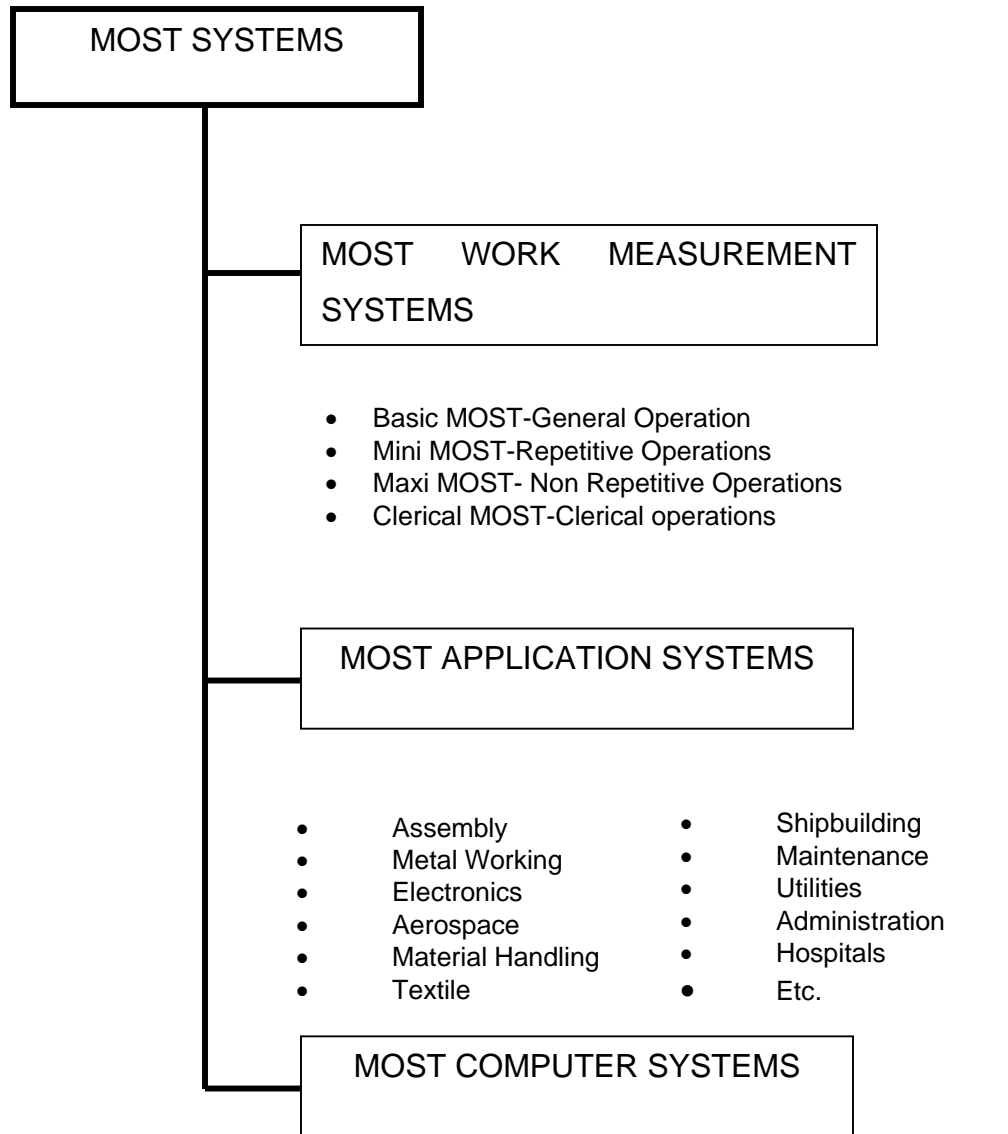 MOST SYSTEMS
MOST WORK MEASUREMENT
SYSTEMS
• Basic MOST-General Operation
• Mini MOST-Repetitive Operations
• Maxi MOST- Non Repetitive Operations
• Clerical MOST-Clerical operations
MOST APPLICATION SYSTEMS
• Assembly
• Metal Working
• Electronics
• Aerospace
• Material Handling
• Textile
• Shipbuilding
• Maintenance
• Utilities
• Administration
• Hospitals
• Etc.
MOST COMPUTER SYSTEMS